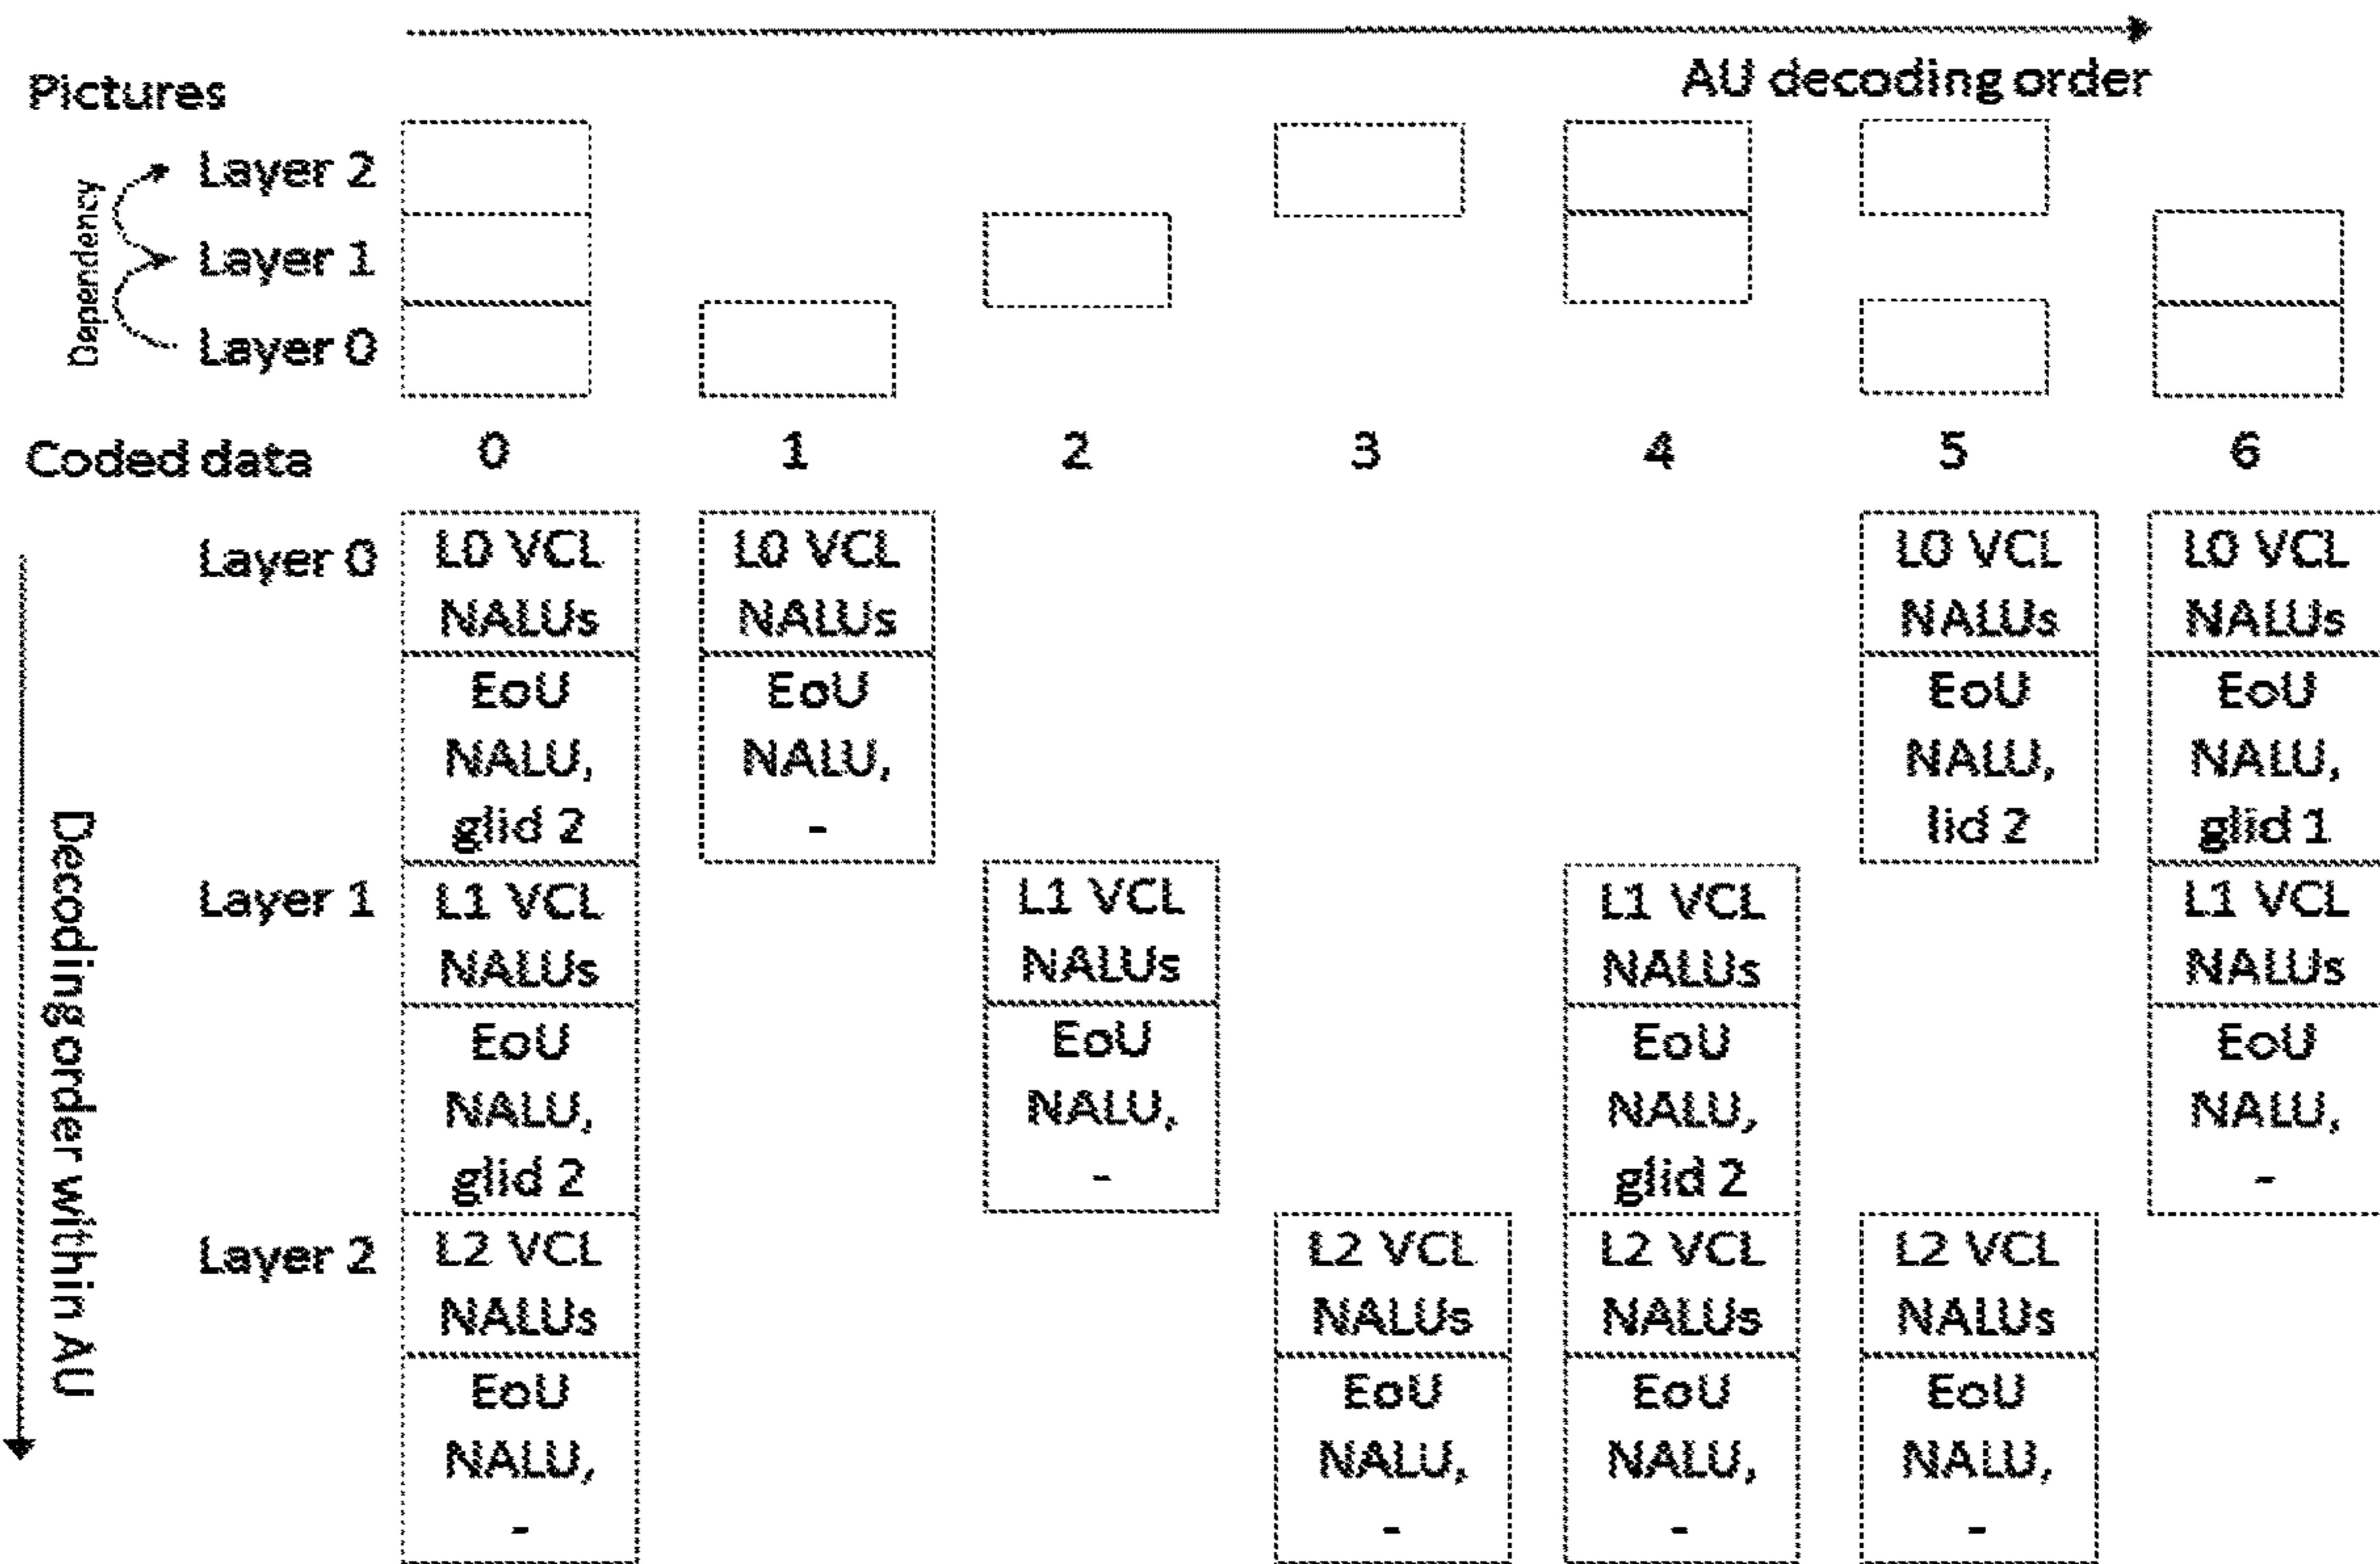 AU decoding order
Pictures
Dependency
Layer 2
Layer 1
Layer 0
Coded data 0 1 2 3 4 5 6
Decoding order within AU
Layer 0
L0 VCL
NALUs
EoU
NALU,
glid 2
L0 VCL
NALUs
EoU
NALU,
-
L0 VCL
NALUs
EoU
NALU,
lid 2
L0 VCL
NALUs
EoU
NALU,
glid 1
Layer 1
L1 VCL
NALUs
EoU
NALU,
glid 2
L1 VCL
NALUs
EoU
NALU,
-
L1 VCL
NALUs
EoU
NALU,
glid 2
L1 VCL
NALUs
EoU
NALU,
-
Layer 2
L2 VCL
NALUs
EoU
NALU,
-
L2 VCL
NALUs
EoU
NALU,
-
L2 VCL
NALUs
EoU
NALU,
-
L2 VCL
NALUs
EoU
NALU,
-